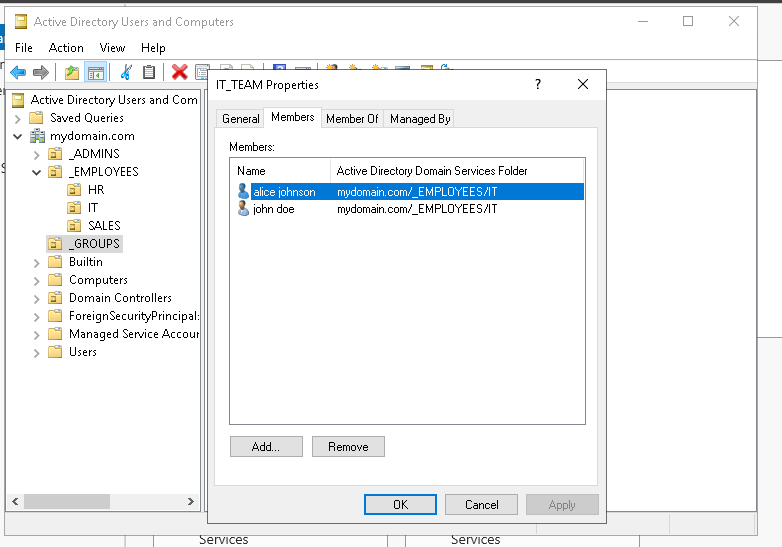 Active Directory Users and Computers
File Action View Help
IT_TEAM Properties
?
General Members Member Of Managed By
Members:
Name Active Directory Domain Services Folder
alice johnson mydomain.com/_EMPLOYEES/IT
john doe mydomain.com/_EMPLOYEES/IT
Add... Remove
OK Cancel Apply
Active Directory Users and Com
Saved Queries
mydomain.com
_ADMINS
_EMPLOYEES
HR
IT
SALES
_GROUPS
Builtin
Computers
Domain Controllers
ForeignSecurityPrincipal:
Managed Service Accour
Users
Services Services